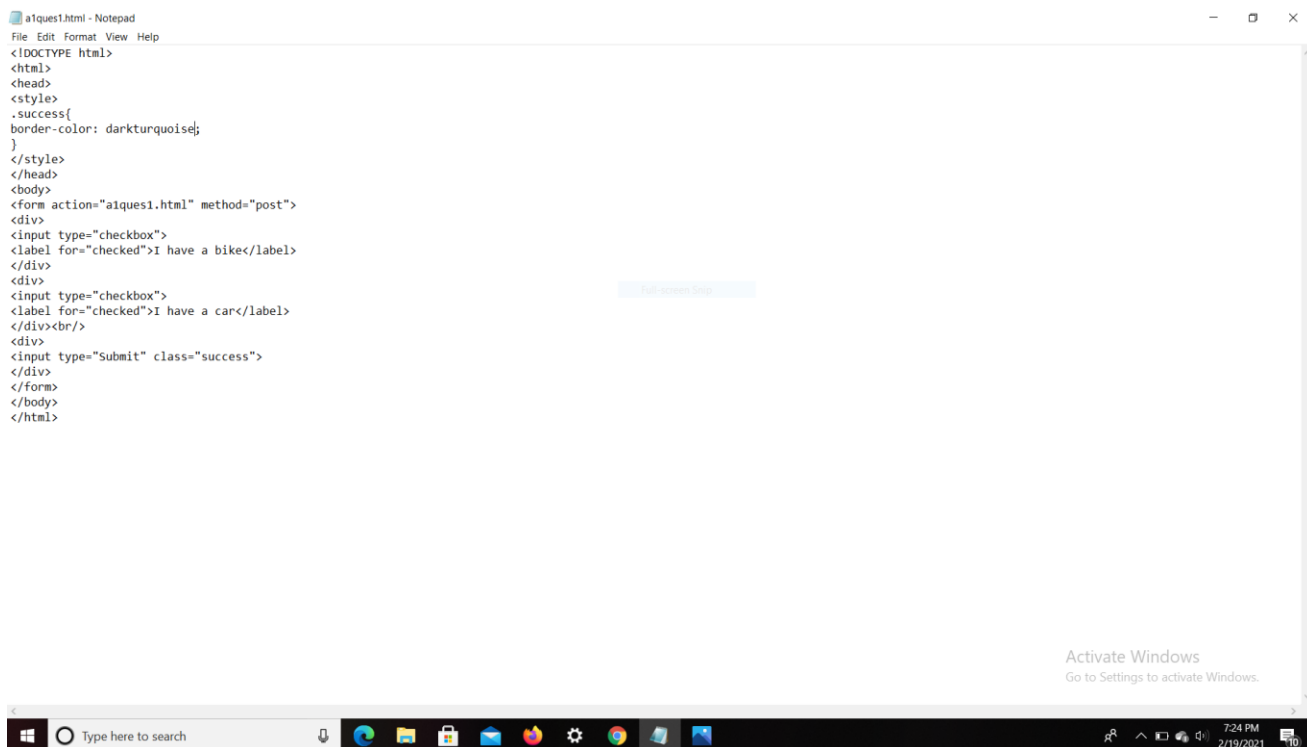 a1ques1.html - Notepad
File Edit Format View Help
<!DOCTYPE html>
<html>
<head>
<style>
.success{
border-color: darkturquoise;
}
</style>
</head>
<body>
<form action="a1ques1.html" method="post">
<div>
<input type="checkbox">
<label for="checked">I have a bike</label>
</div>
<div>
<input type="checkbox">
<label for="checked">I have a car</label>
</div><br/>
<div>
<input type="Submit" class="success">
</div>
</form>
</body>
</html>
Full-screen Snip
Activate Windows
Go to Settings to activate Windows.
Type here to search
7:24 PM
2/19/2021
10